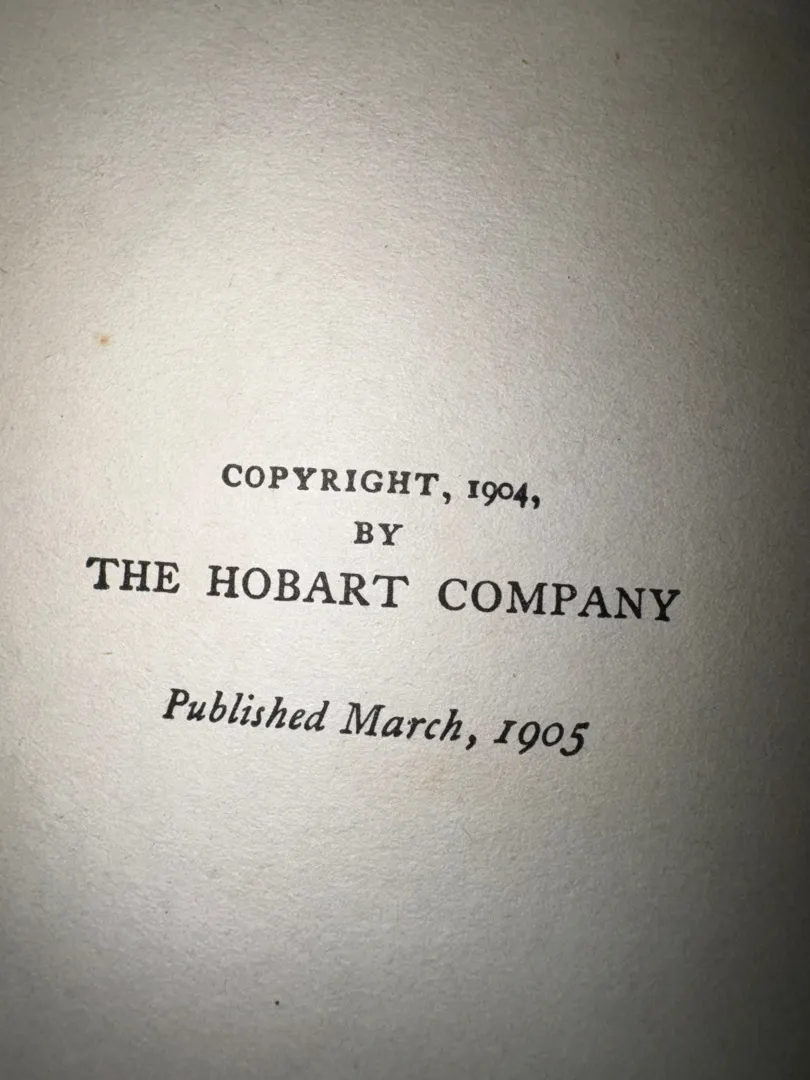 COPYRIGHT, 1904,
BY
THE HOBART COMPANY
Published March, 1905